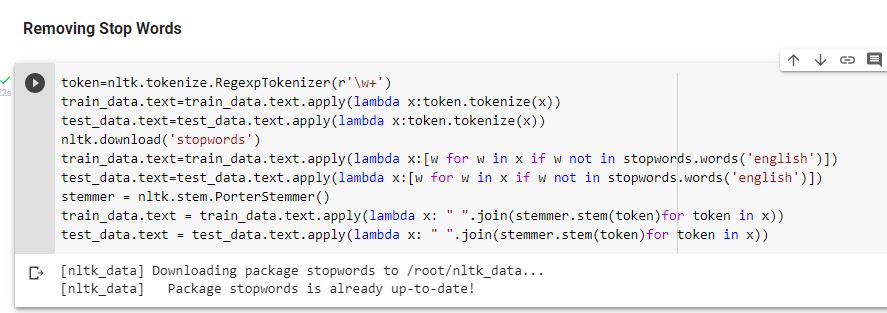 Removing Stop Words
22s
token=nltk.tokenize.RegexpTokenizer(r'\w+')
train_data.text=train_data.text.apply(lambda x:token.tokenize(x))
test_data.text=test_data.text.apply(lambda x:token.tokenize(x))
nltk.download('stopwords')
train_data.text=train_data.text.apply(lambda x:[w for w in x if w not in stopwords.words('english')])
test_data.text=test_data.text.apply(lambda x:[w for w in x if w not in stopwords.words('english')])
stemmer = nltk.stem.PorterStemmer()
train_data.text = train_data.text.apply(lambda x: " ".join(stemmer.stem(token)for token in x))
test_data.text = test_data.text.apply(lambda x: " ".join(stemmer.stem(token)for token in x))
[nltk_data] Downloading package stopwords to /root/nltk_data...
[nltk_data]   Package stopwords is already up-to-date!